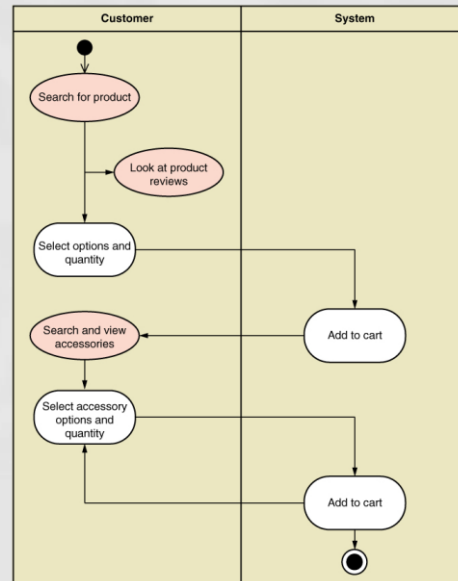 Customer
System
Search for product
Look at product
reviews
Select options and
quantity
Add to cart
Search and view
accessories
Select accessory
options and
quantity
Add to cart